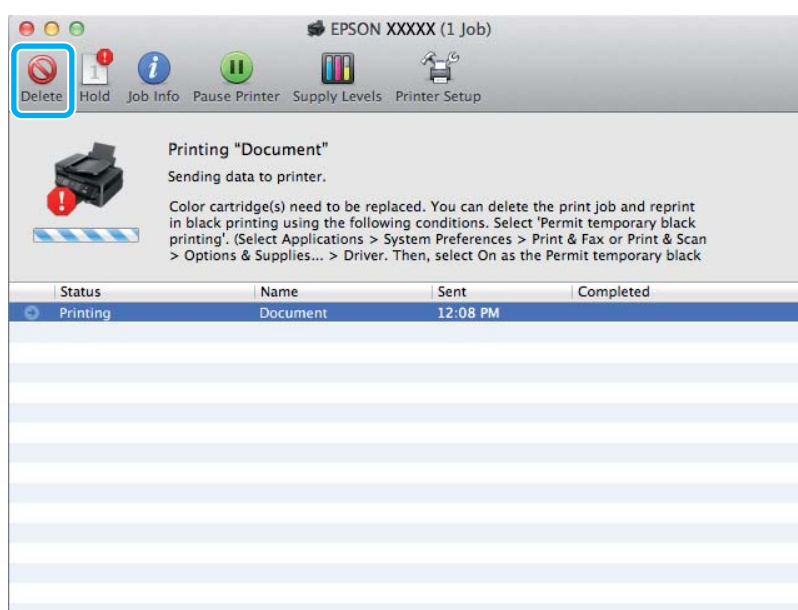 EPSON XXXXX (1 Job)
1
Delete Hold Job Info Pause Printer Supply Levels Printer Setup
Printing “Document”
Sending data to printer.
Color cartridge(s) need to be replaced. You can delete the print job and reprint
in black printing using the following conditions. Select 'Permit temporary black
printing'. (Select Applications > System Preferences > Print & Fax or Print & Scan
> Options & Supplies... > Driver. Then, select On as the Permit temporary black
Status Name Sent Completed
Printing Document 12:08 PM